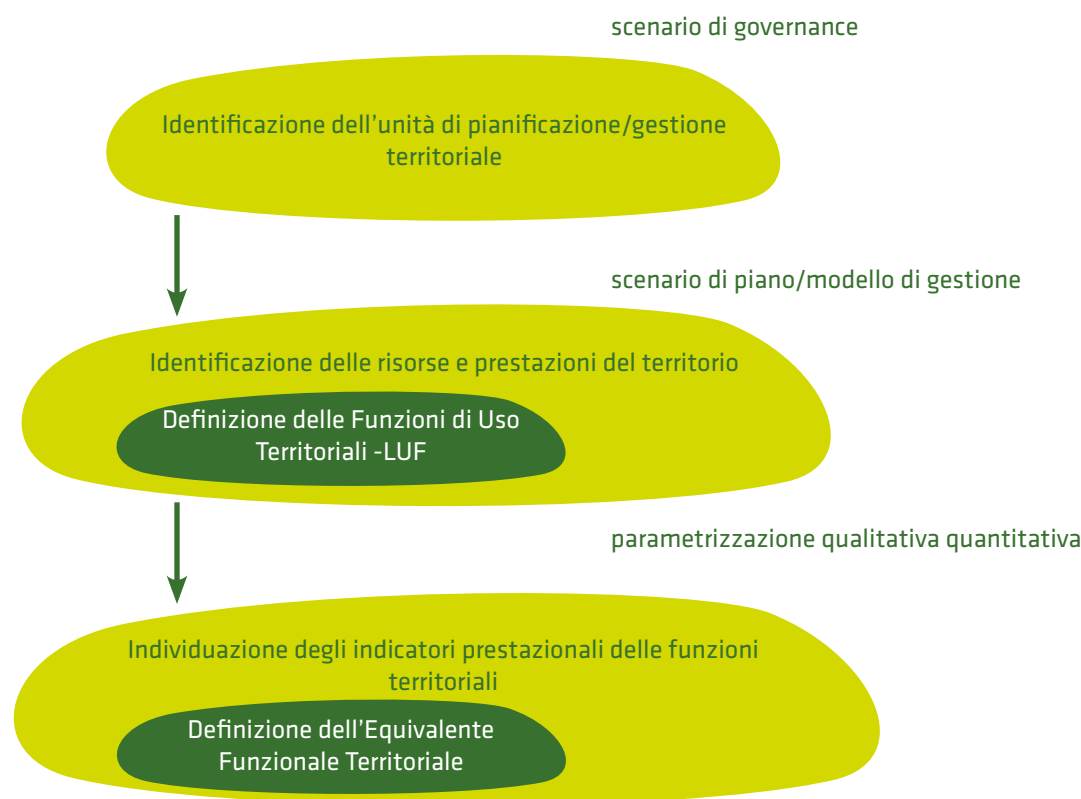 scenario di governance
Identificazione dell’unità di pianificazione/gestione
territoriale
scenario di piano/modello di gestione
Identificazione delle risorse e prestazioni del territorio
Definizione delle Funzioni di Uso
Territoriali -LUF
parametrizzazione qualitativa quantitativa
Individuazione degli indicatori prestazionali delle funzioni
territoriali
Definizione dell’Equivalente
Funzionale Territoriale